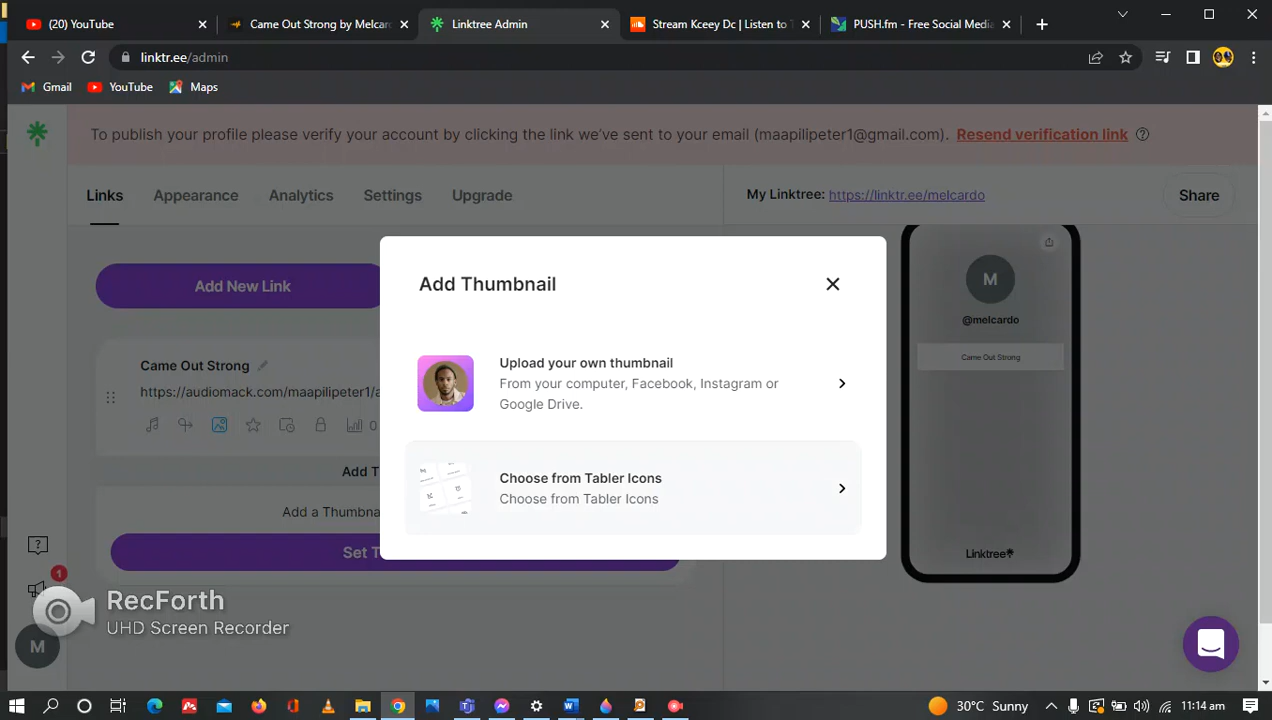 (20) YouTube
Came Out Strong by Melcar
Linktree Admin
Stream Kceey Dc | Listen to
PUSH.fm - Free Social Media
linktr.ee/admin
Gmail
YouTube
Maps
To publish your profile please verify your account by clicking the link we've sent to your email (maapilipeter1@gmail.com). Resend verification link
Links
Appearance
Analytics
Settings
Upgrade
My Linktree: https://linktr.ee/melcardo
Share
Add New Link
Add Thumbnail
M
@melcardo
Came Out Strong
Came Out Strong
https://audiomack.com/maapilipeter1/a
0
Upload your own thumbnail
From your computer, Facebook, Instagram or
Google Drive.
Add T
Choose from Tabler Icons
Choose from Tabler Icons
Add a Thumbna
Set T
Linktree
1
RecForth
UHD Screen Recorder
M
30°C Sunny
11:14 am